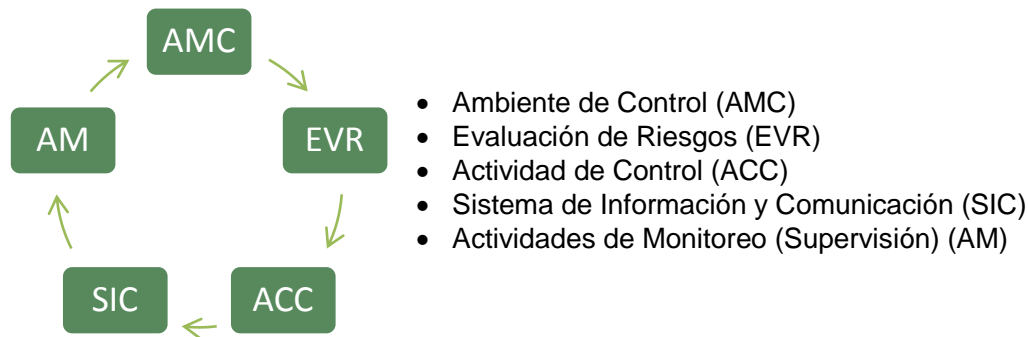 AMC
EVR
ACC
SIC
AM
• Ambiente de Control (AMC)
• Evaluación de Riesgos (EVR)
• Actividad de Control (ACC)
• Sistema de Información y Comunicación (SIC)
• Actividades de Monitoreo (Supervisión) (AM)